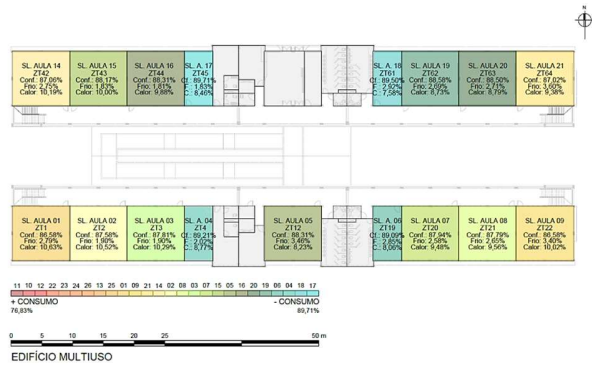 N
SL. AULA 14
ZT42
Conf.: 87,06%
Frio: 2,75%
Calor: 10,19%
SL. AULA 15
ZT43
Conf.: 88,17%
Frio: 1,83%
Calor: 10,00%
SL. AULA 16
ZT44
Conf.: 88,31%
Frio: 1,81%
Calor: 9,88%
SL. A. 17
ZT45
Cf.: 89,71%
F.: 1,83%
C.: 8,46%
SL. A. 18
ZT61
Cf.: 89,50%
F.: 2,92%
C.: 7,58%
SL. AULA 19
ZT62
Conf.: 88,58%
Frio: 2,69%
Calor: 8,73%
SL. AULA 20
ZT63
Conf.: 88,50%
Frio: 2,71%
Calor: 8,79%
SL. AULA 21
ZT64
Conf.: 87,02%
Frio: 3,60%
Calor: 9,38%
SL. AULA 01
ZT1
Conf.: 86,58%
Frio: 2,79%
Calor: 10,63%
SL. AULA 02
ZT2
Conf.: 87,58%
Frio: 1,90%
Calor: 10,52%
SL. AULA 03
ZT3
Conf.: 87,81%
Frio: 1,90%
Calor: 10,29%
SL. A. 04
ZT4
Cf.: 89,21%
F.: 2,02%
C.: 8,77%
SL. AULA 05
ZT12
Conf.: 88,31%
Frio: 3,46%
Calor: 8,23%
SL. A. 06
ZT19
Cf.: 89,09%
F.: 2,85%
C.: 8,06%
SL. AULA 07
ZT20
Conf.: 87,94%
Frio: 2,58%
Calor: 9,48%
SL. AULA 08
ZT21
Conf.: 87,79%
Frio: 2,65%
Calor: 9,56%
SL. AULA 09
ZT22
Conf.: 86,58%
Frio: 3,40%
Calor: 10,02%
11 10 12 22 23 24 26 25 13 01 09 21 14 02 08 03 07 15 05 16 20 19 06 04 18 17
+ CONSUMO - CONSUMO
76,83% 89,71%
0 5 10 15 20 25 50 m
EDIFÍCIO MULTIUSO